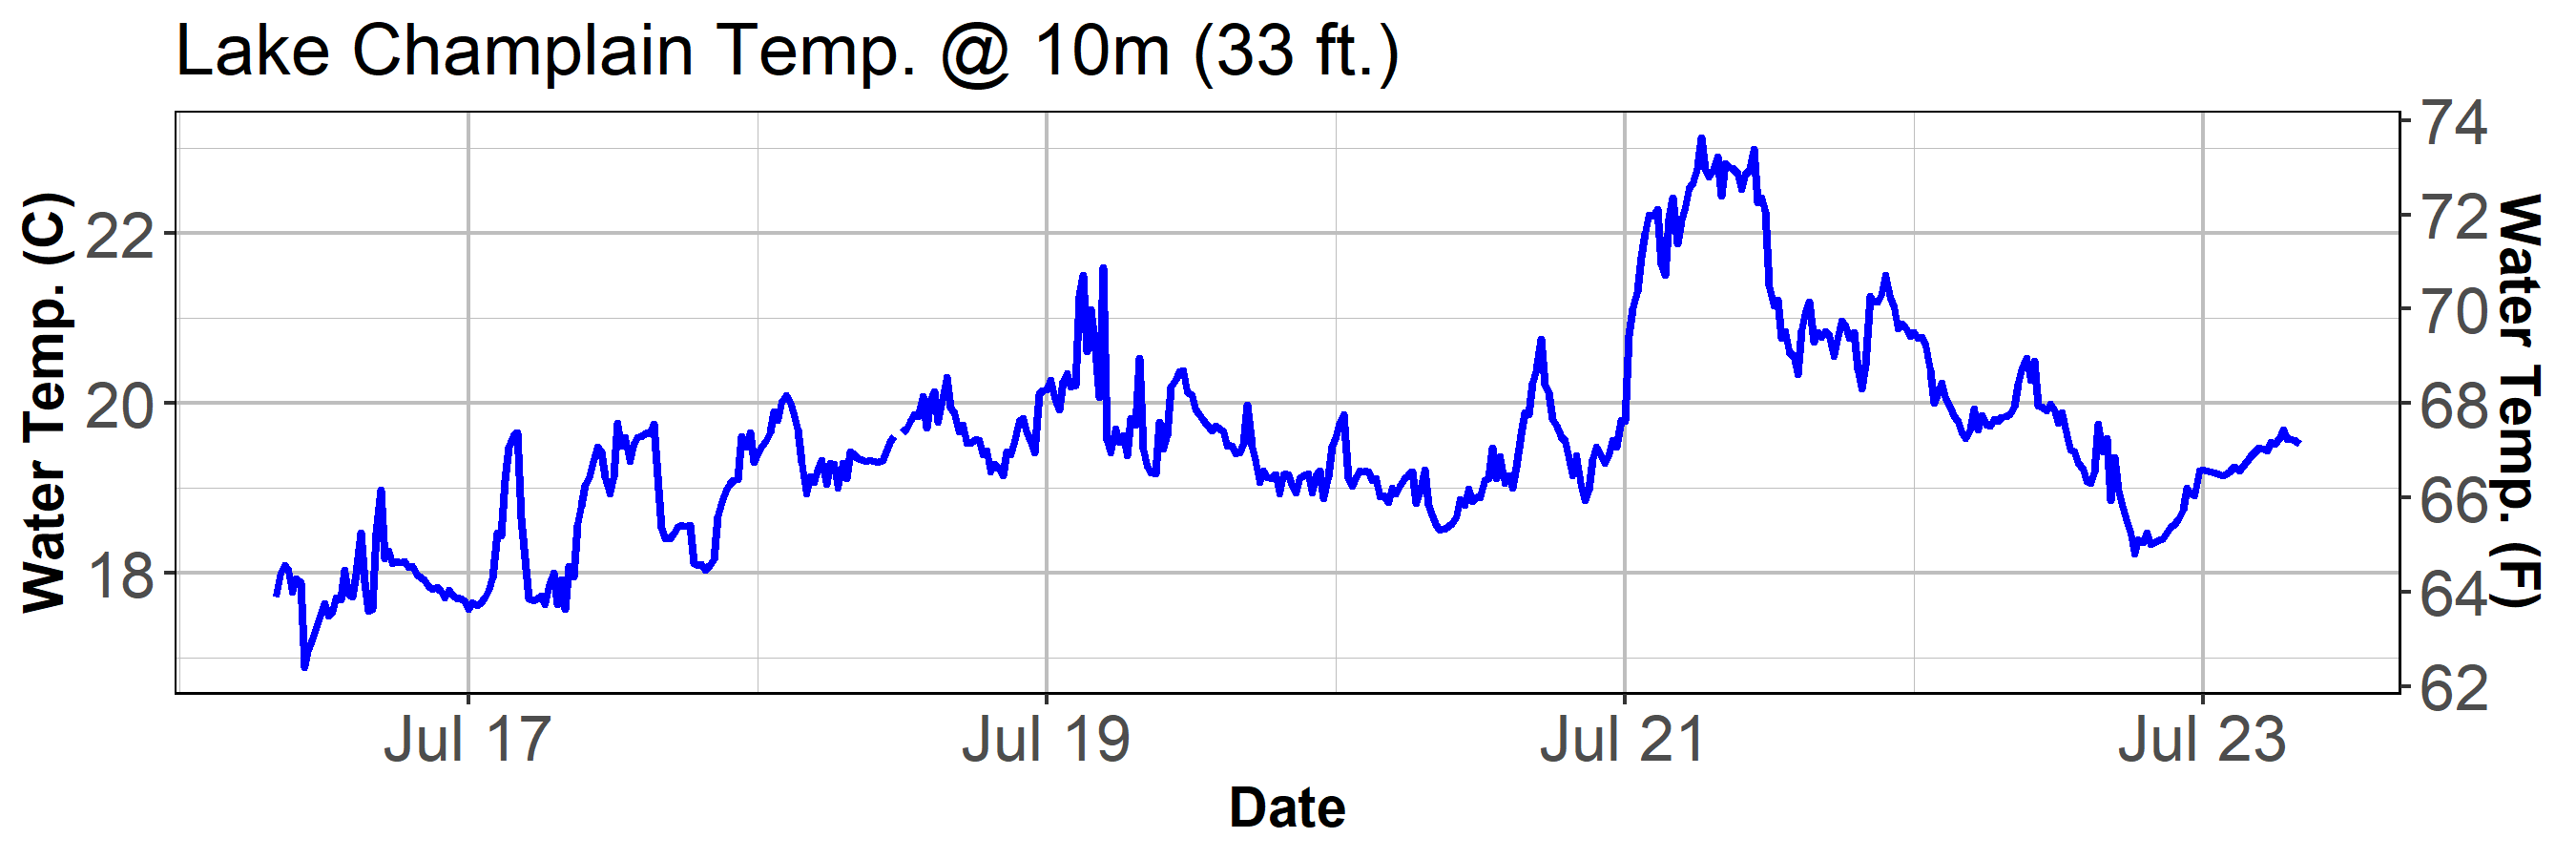 Lake Champlain Temp. @ 10m (33 ft.)
Water Temp. (C)
22
20
18
74
72
70
68
66
64
62
Water Temp. (F)
Jul 17
Jul 19
Jul 21
Jul 23
Date